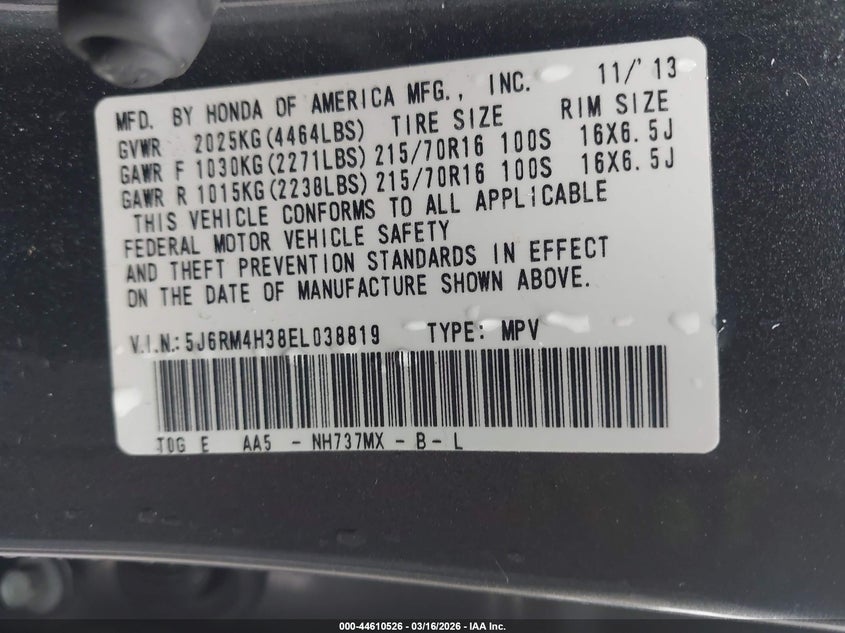 MFD. BY HONDA OF AMERICA MFG., INC. 11/'13
GVWR 2025KG(4464LBS) TIRE SIZE RIM SIZE
GAWR F 1030KG(2271LBS) 215/70R16 100S 16X6.5J
GAWR R 1015KG(2238LBS) 215/70R16 100S 16X6.5J
THIS VEHICLE CONFORMS TO ALL APPLICABLE
FEDERAL MOTOR VEHICLE SAFETY
AND THEFT PREVENTION STANDARDS IN EFFECT
ON THE DATE OF MANUFACTURE SHOWN ABOVE.
V.I.N.: 5J6RM4H38EL038819 TYPE: MPV
TOG E AA5 - NH737MX - B - L
000-44610526 - 03/16/2026 - IAA Inc.